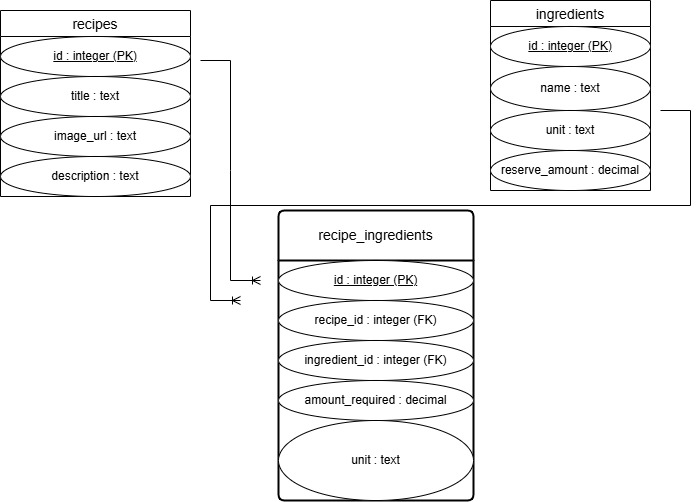 recipes
id : integer (PK)
title : text
image_url : text
description : text
ingredients
id : integer (PK)
name : text
unit : text
reserve_amount : decimal
recipe_ingredients
id : integer (PK)
recipe_id : integer (FK)
ingredient_id : integer (FK)
amount_required : decimal
unit : text